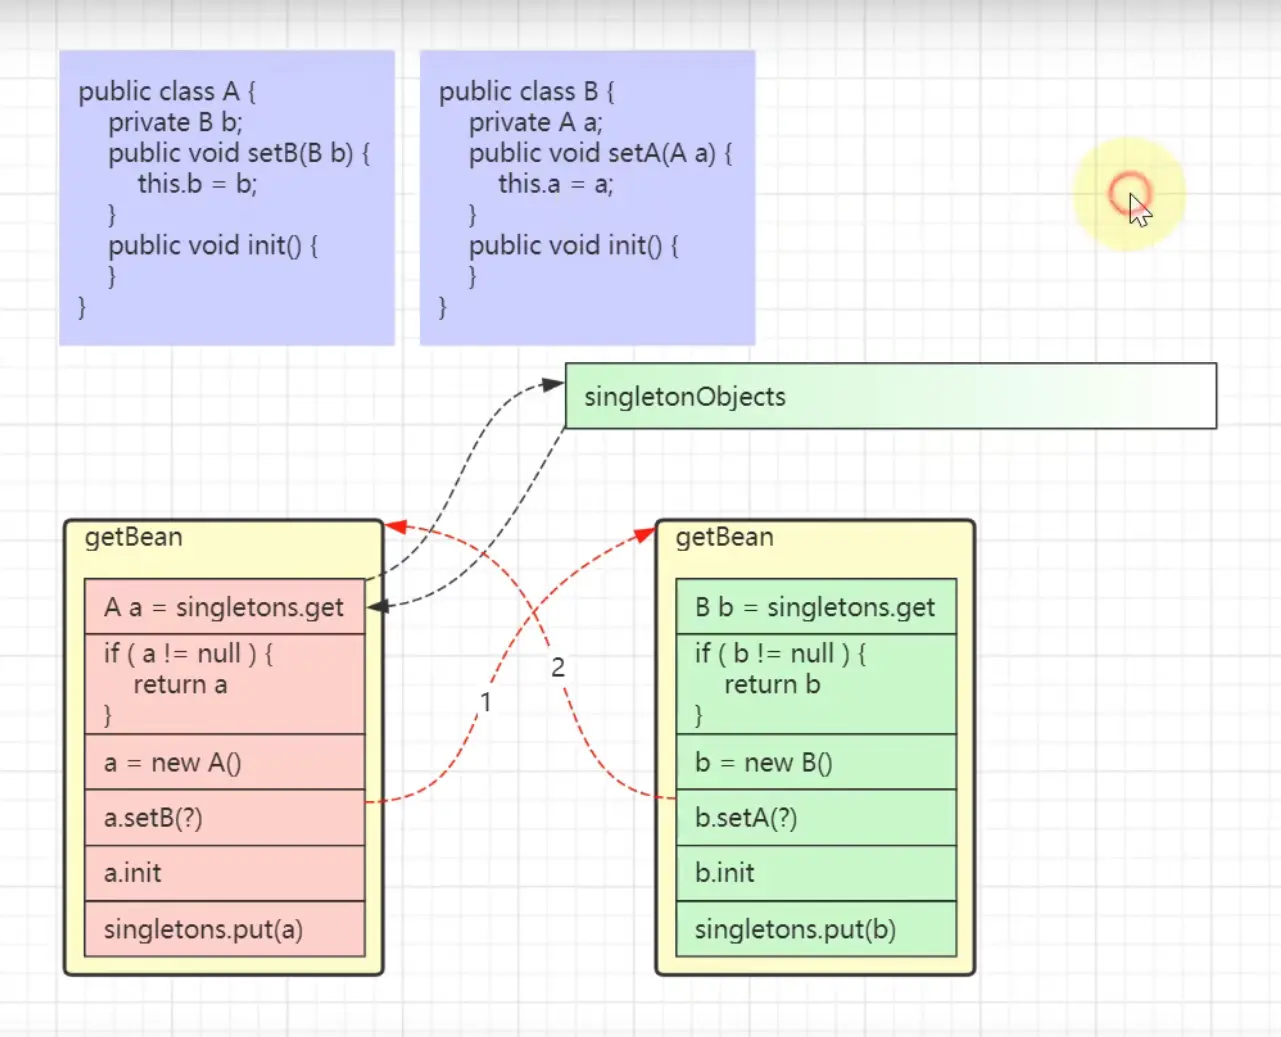 public class A {
private B b;
public void setB(B b) {
this.b = b;
}
public void init() {
}
}
public class B {
private A a;
public void setA(A a) {
this.a = a;
}
public void init() {
}
}
singletonObjects
getBean
A a = singletons.get
if ( a != null ) {
return a
}
a = new A()
a.setB(?)
a.init
singletons.put(a)
1
2
getBean
B b = singletons.get
if ( b != null ) {
return b
}
b = new B()
b.setA(?)
b.init
singletons.put(b)